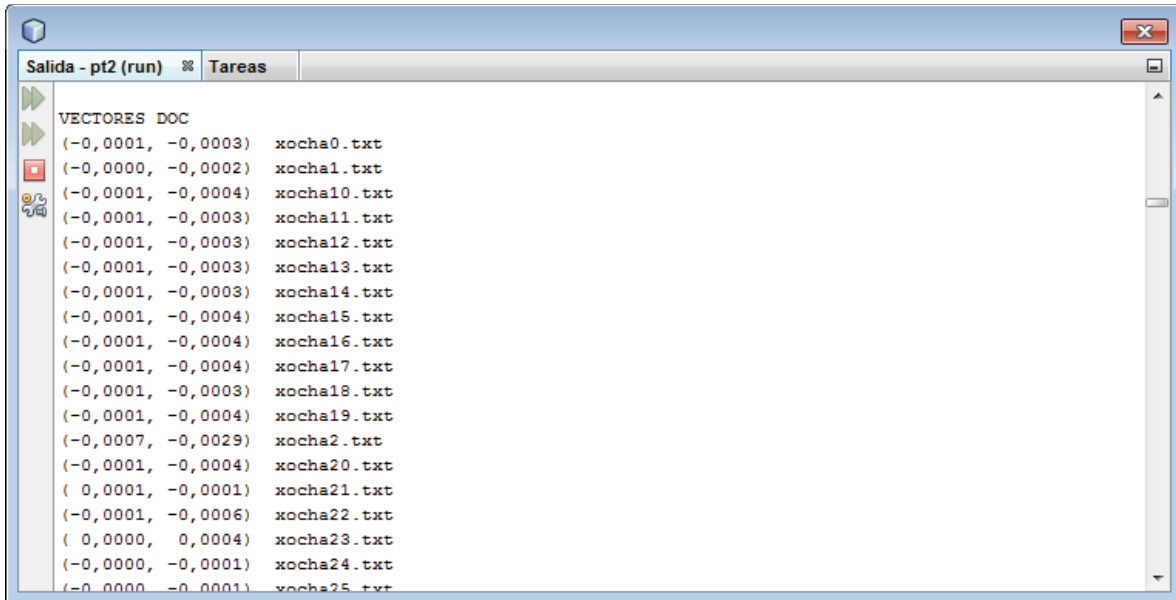 Salida - pt2 (run) Tareas
VECTORES DOC
(-0,0001, -0,0003) xocha0.txt
(-0,0000, -0,0002) xocha1.txt
(-0,0001, -0,0004) xocha10.txt
(-0,0001, -0,0003) xocha11.txt
(-0,0001, -0,0003) xocha12.txt
(-0,0001, -0,0003) xocha13.txt
(-0,0001, -0,0003) xocha14.txt
(-0,0001, -0,0004) xocha15.txt
(-0,0001, -0,0004) xocha16.txt
(-0,0001, -0,0004) xocha17.txt
(-0,0001, -0,0003) xocha18.txt
(-0,0001, -0,0004) xocha19.txt
(-0,0007, -0,0029) xocha2.txt
(-0,0001, -0,0004) xocha20.txt
( 0,0001, -0,0001) xocha21.txt
(-0,0001, -0,0006) xocha22.txt
( 0,0000,  0,0004) xocha23.txt
(-0,0000, -0,0001) xocha24.txt
(-0,0000, -0,0001) xocha25.txt